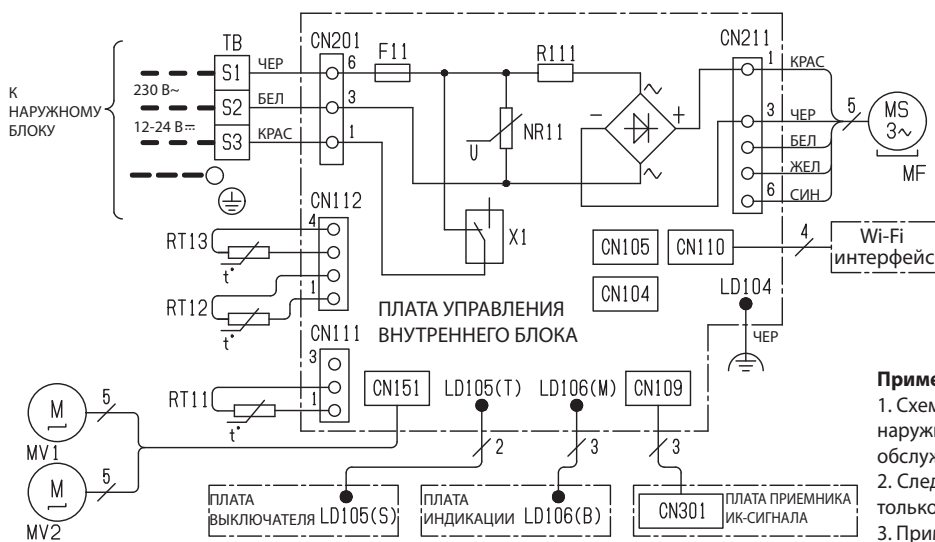 К
НАРУЖНОМУ
БЛОКУ
230 В~
12-24 В⎓
TB
S1
S2
S3
ЧЕР
БЕЛ
КРАС
CN201
6
3
1
F11
R111
NR11
U
~
−
+
~
X1
CN211
1
3
6
КРАС
ЧЕР
БЕЛ
ЖЕЛ
СИН
5
MS
3~
MF
CN112
4
1
RT13
t°
RT12
t°
CN111
3
1
RT11
t°
ПЛАТА УПРАВЛЕНИЯ
ВНУТРЕННЕГО БЛОКА
CN105
CN110
CN104
4
Wi-Fi
интерфейс
LD104
ЧЕР
CN151
LD105(T)
LD106(M)
CN109
M
5
MV1
M
5
MV2
2
3
3
ПЛАТА
ВЫКЛЮЧАТЕЛЯ LD105(S)
ПЛАТА
ИНДИКАЦИИ LD106(B)
CN301
ПЛАТА ПРИЕМНИКА
ИК-СИГНАЛА
Приме
1. Схем
наружн
обслуж
2. След
только
3. Прим